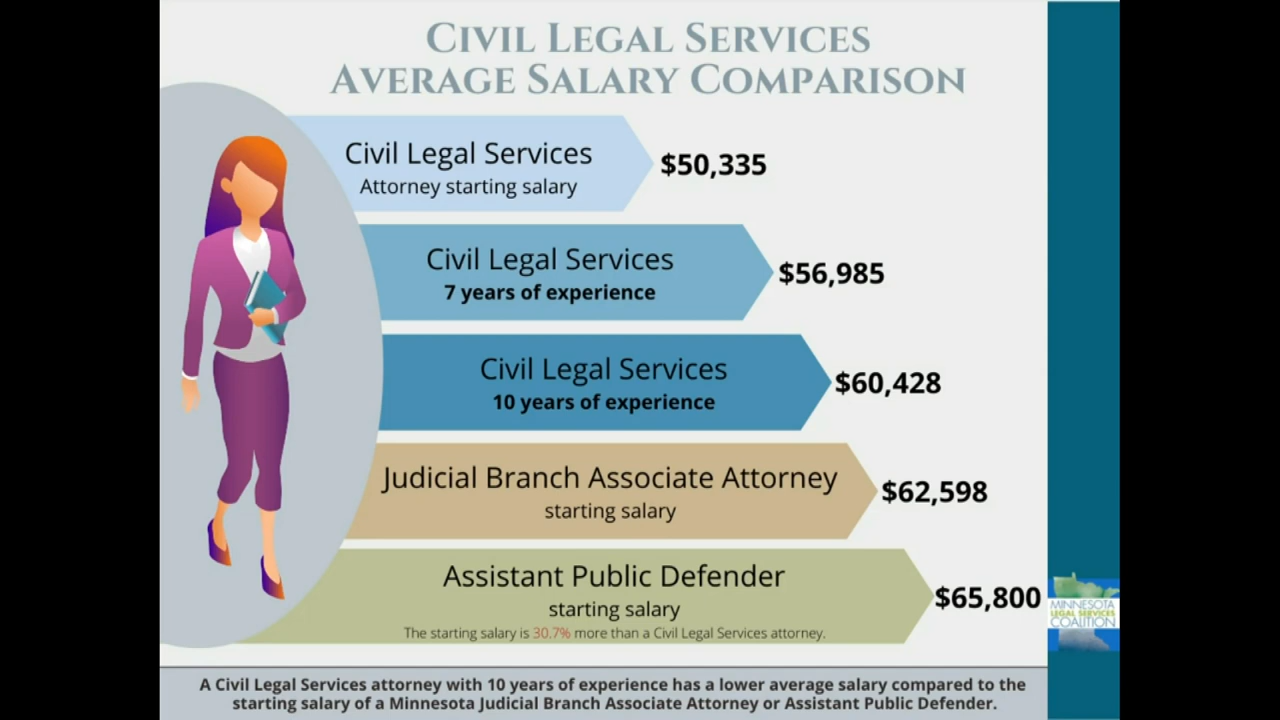 CIVIL LEGAL SERVICES
AVERAGE SALARY COMPARISON
Civil Legal Services
Attorney starting salary
$50,335
Civil Legal Services
7 years of experience
$56,985
Civil Legal Services
10 years of experience
$60,428
Judicial Branch Associate Attorney
starting salary
$62,598
Assistant Public Defender
starting salary
The starting salary is 30.7% more than a Civil Legal Services attorney.
$65,800
MINNESOTA
LEGAL SERVICES
COALITION
A Civil Legal Services attorney with 10 years of experience has a lower average salary compared to the
starting salary of a Minnesota Judicial Branch Associate Attorney or Assistant Public Defender.